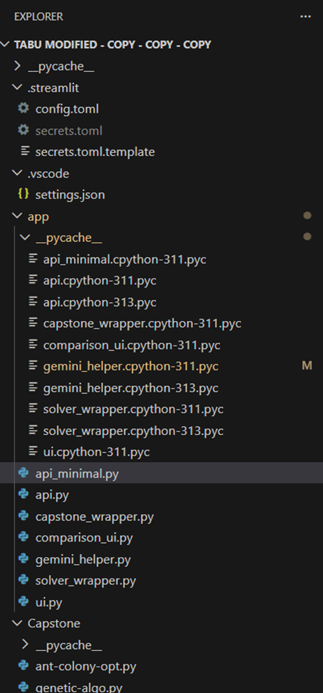 EXPLORER ...
TABU MODIFIED - COPY - COPY - COPY
__pycache__
.streamlit
config.toml
secrets.toml
secrets.toml.template
.vscode
{} settings.json
app
__pycache__
api_minimal.cpython-311.pyc
api.cpython-311.pyc
api.cpython-313.pyc
capstone_wrapper.cpython-311.pyc
comparison_ui.cpython-311.pyc
gemini_helper.cpython-311.pyc M
gemini_helper.cpython-313.pyc
solver_wrapper.cpython-311.pyc
solver_wrapper.cpython-313.pyc
ui.cpython-311.pyc
api_minimal.py
api.py
capstone_wrapper.py
comparison_ui.py
gemini_helper.py
solver_wrapper.py
ui.py
Capstone
__pycache__
ant-colony-opt.py
genetic-algo.py